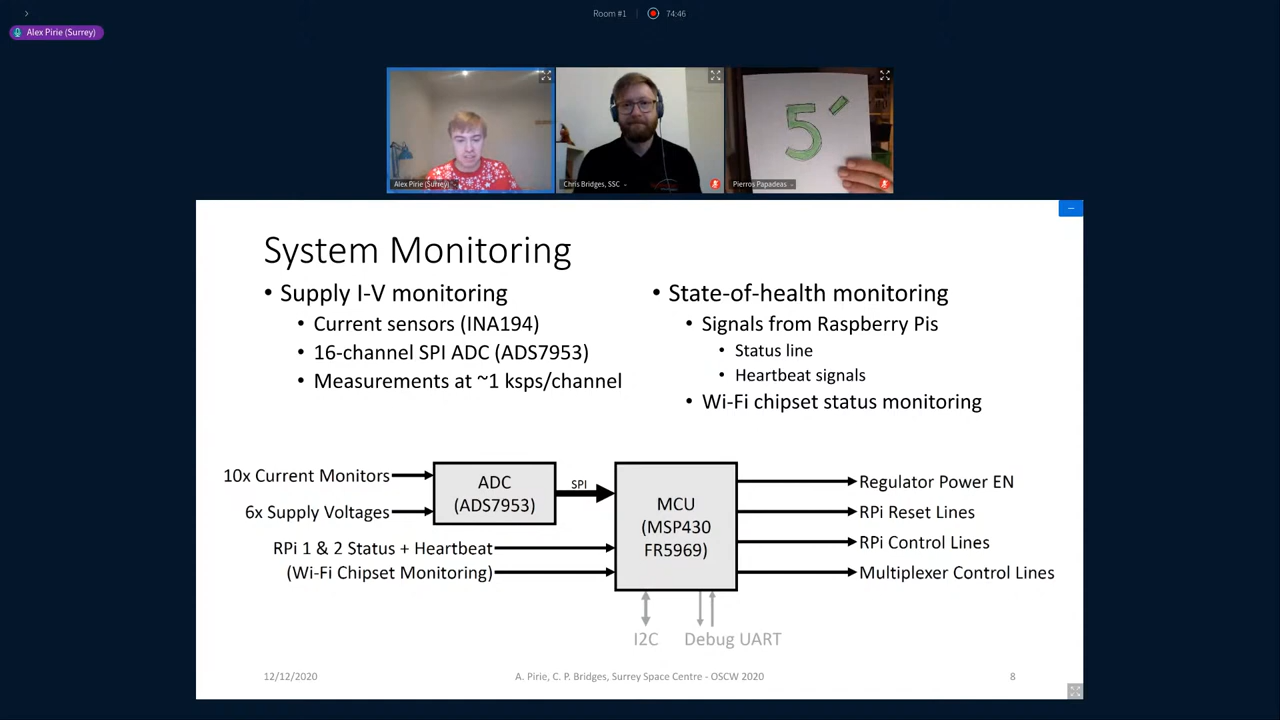 Room #1
74:46
Alex Pirie (Surrey)
Alex Pirie (Surrey)
Chris Bridges, SSC
Pierros Papadeas
5'
System Monitoring
• Supply I-V monitoring
• Current sensors (INA194)
• 16-channel SPI ADC (ADS7953)
• Measurements at ~1 ksps/channel
• State-of-health monitoring
• Signals from Raspberry Pis
• Status line
• Heartbeat signals
• Wi-Fi chipset status monitoring
10x Current Monitors
6x Supply Voltages
ADC
(ADS7953)
SPI
RPi 1 & 2 Status + Heartbeat
(Wi-Fi Chipset Monitoring)
MCU
(MSP430
FR5969)
Regulator Power EN
RPi Reset Lines
RPi Control Lines
Multiplexer Control Lines
I2C
Debug UART
12/12/2020
A. Pirie, C. P. Bridges, Surrey Space Centre - OSCW 2020
8